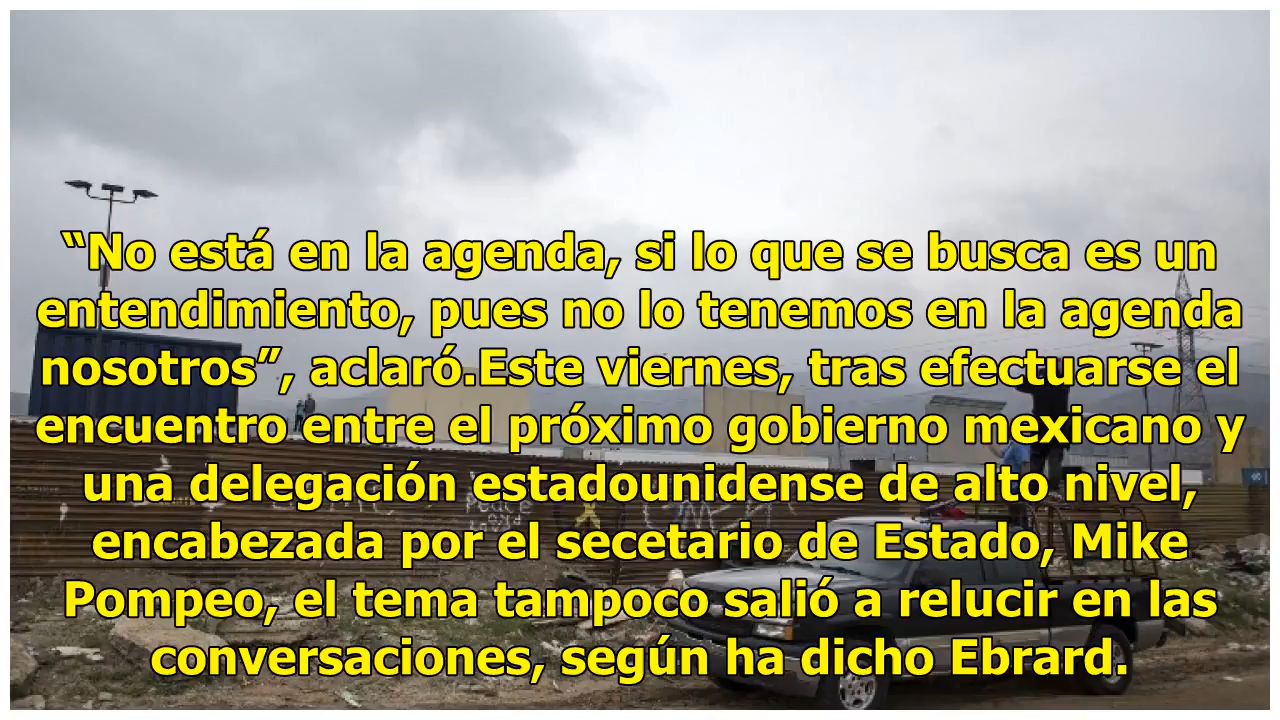 “No está en la agenda, si lo que se busca es un
entendimiento, pues no lo tenemos en la agenda
nosotros”, aclaró.Este viernes, tras efectuarse el
encuentro entre el próximo gobierno mexicano y
una delegación estadounidense de alto nivel,
encabezada por el secetario de Estado, Mike
Pompeo, el tema tampoco salió a relucir en las
conversaciones, según ha dicho Ebrard.